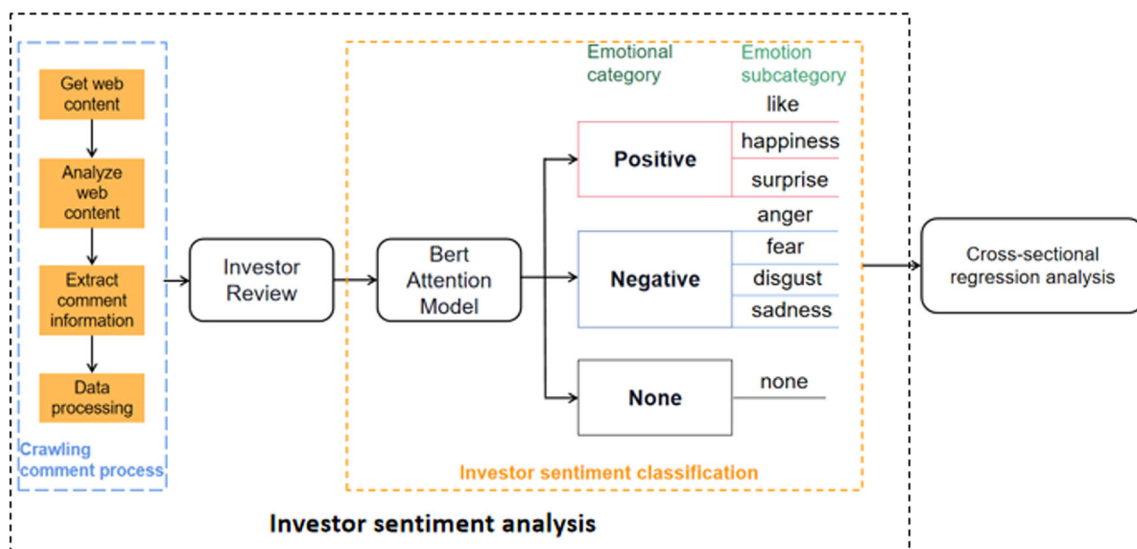 Get web
content
Analyze
web
content
Extract
comment
information
Data
processing
Crawling
comment process
Investor
Review
Bert
Attention
Model
Emotional
category
Emotion
subcategory
Positive
like
happiness
surprise
Negative
anger
fear
disgust
sadness
None
none
Investor sentiment classification
Investor sentiment analysis
Cross-sectional
regression analysis